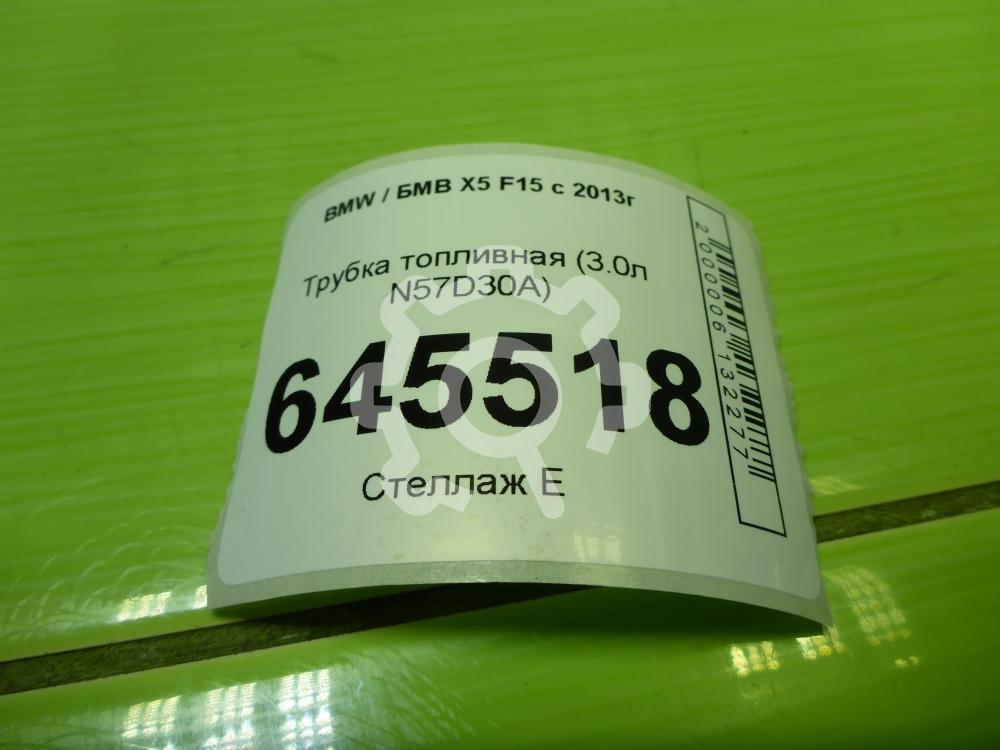 BMW / БМВ X5 F15 с 2013г
Трубка топливная (3.0л
N57D30A)
645518
Стеллаж E
2000006132277